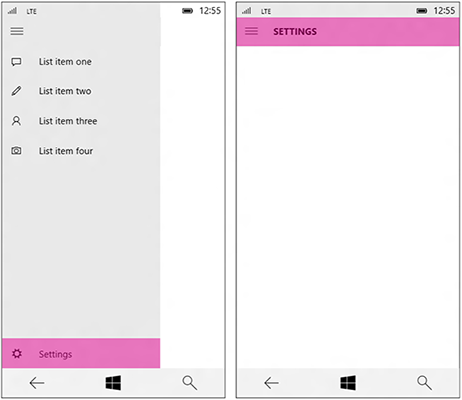 LTE 12:55
List item one
List item two
List item three
List item four
Settings
LTE 12:55
SETTINGS